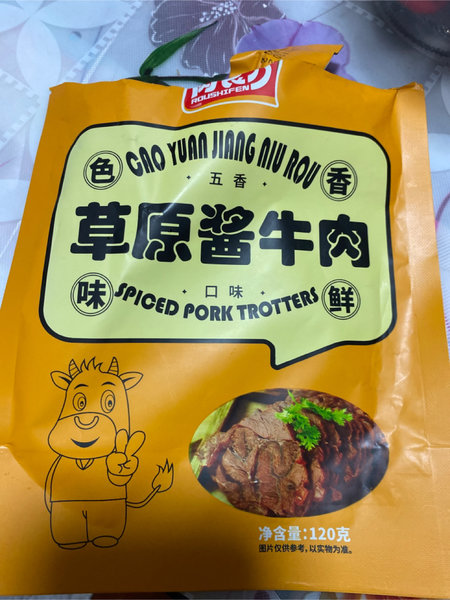 ROUSHIFEN
色 CAO YUAN JIANG NIU ROU 香
·五香·
草原酱牛肉
·口味·
味 SPICED PORK TROTTERS 鲜
净含量:120克
图片仅供参考,以实物为准。